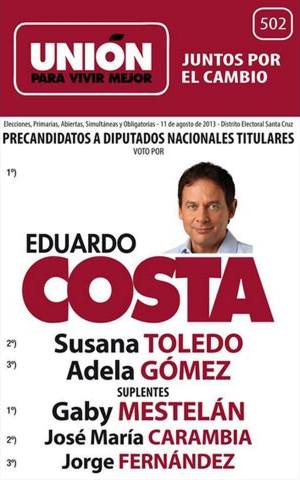 502
UNIÓN
PARA VIVIR MEJOR
JUNTOS POR
EL CAMBIO
Elecciones, Primarias, Abiertas, Simultáneas y Obligatorias - 11 de agosto de 2013 - Distrito Electoral Santa Cruz
PRECANDIDATOS A DIPUTADOS NACIONALES TITULARES
VOTO POR
1º)
EDUARDO
COSTA
2º) Susana TOLEDO
3º) Adela GÓMEZ
SUPLENTES
1º) Gaby MESTELÁN
2º) José María CARAMBIA
3º) Jorge FERNÁNDEZ